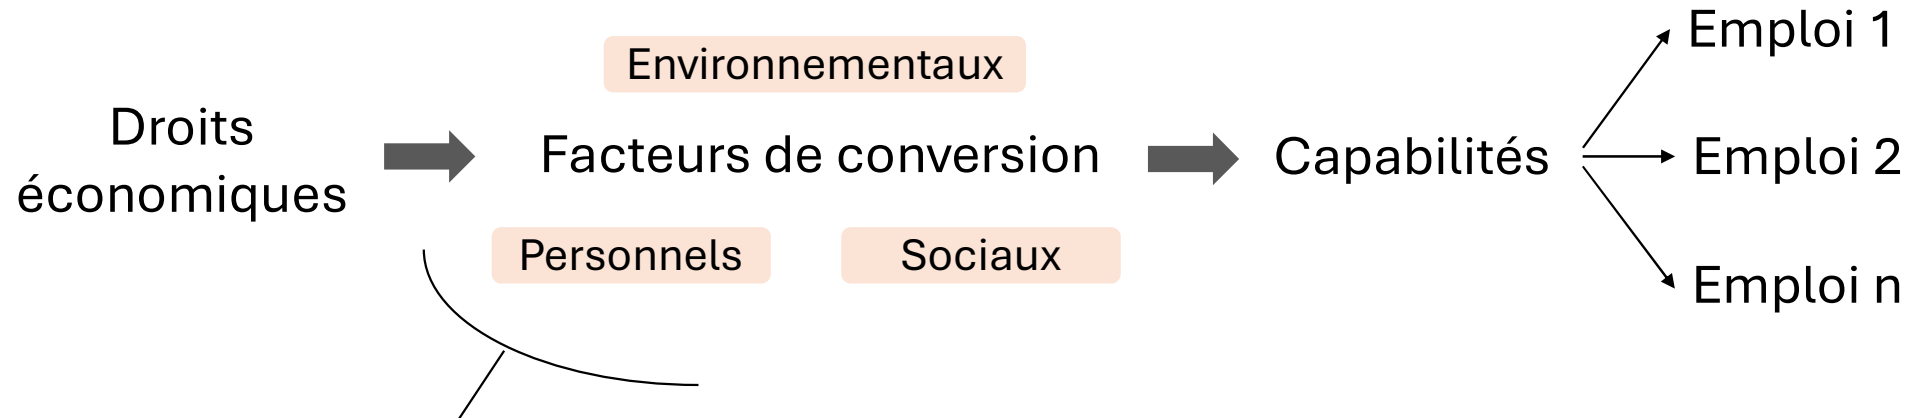 Environnementaux
Droits
économiques
Facteurs de conversion
Personnels
Sociaux
Capabilités
Emploi 1
Emploi 2
Emploi n